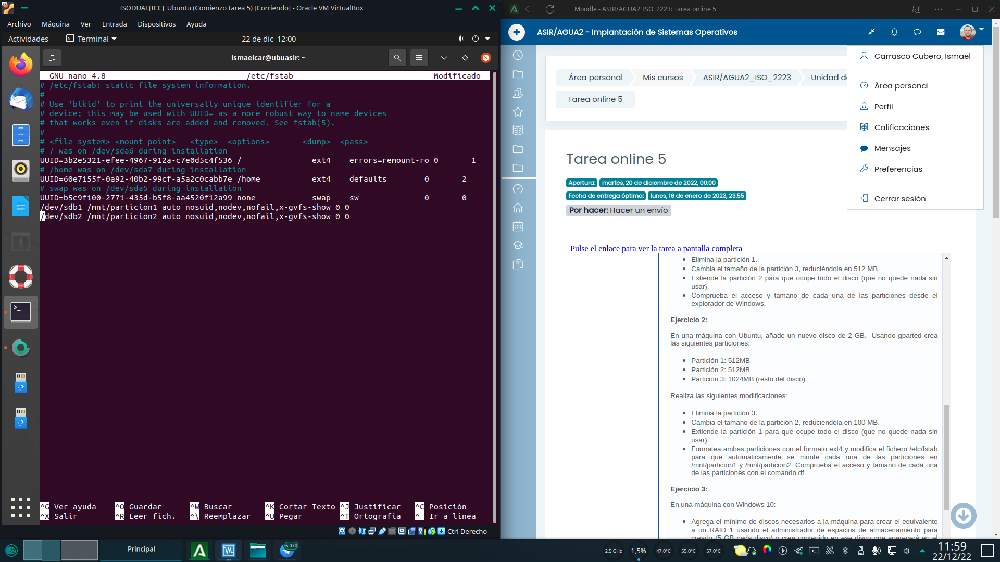 ISODUAL[ICC]_Ubuntu (Comienzo tarea 5) [Corriendo] - Oracle VM VirtualBox
Archivo Máquina Ver Entrada Dispositivos Ayuda
Actividades Terminal 22 de dic 12:00
ismaelcar@ubuasir: ~
GNU nano 4.8 /etc/fstab Modificado
# /etc/fstab: static file system information.
#
# Use 'blkid' to print the universally unique identifier for a
# device; this may be used with UUID= as a more robust way to name devices
# that works even if disks are added and removed. See fstab(5).
#
# <file system> <mount point>   <type>  <options>       <dump>  <pass>
# / was on /dev/sda6 during installation
UUID=3b2e5321-efee-4967-912a-c7e0d5c4f536 /               ext4    errors=remount-ro 0       1
# /home was on /dev/sda7 during installation
UUID=60e7155f-0a92-40b2-99cf-a5a2c0cabb7e /home           ext4    defaults        0       2
# swap was on /dev/sda5 during installation
UUID=b5c9f100-2771-435d-b5f8-aa4520f12a99 none            swap    sw              0       0
/dev/sdb1 /mnt/particion1 auto nosuid,nodev,nofail,x-gvfs-show 0 0
/dev/sdb2 /mnt/particion2 auto nosuid,nodev,nofail,x-gvfs-show 0 0
^G Ver ayuda ^O Guardar ^W Buscar ^K Cortar Texto ^J Justificar ^C Posición
^X Salir ^R Leer fich. ^\ Reemplazar ^U Pegar ^T Ortografía ^_ Ir a línea
Ctrl Derecho
Moodle - ASIR/AGUA2_ISO_2223: Tarea online 5
ASIR/AGUA2 - Implantación de Sistemas Operativos
Área personal Mis cursos ASIR/AGUA2_ISO_2223 Unidad de
Tarea online 5
Carrasco Cubero, Ismael
Área personal
Perfil
Calificaciones
Mensajes
Preferencias
Cerrar sesión
Tarea online 5
Apertura: martes, 20 de diciembre de 2022, 00:00
Fecha de entrega óptima: lunes, 16 de enero de 2023, 23:55
Por hacer: Hacer un envío
Pulse el enlace para ver la tarea a pantalla completa
Elimina la partición 1.
Cambia el tamaño de la partición 3, reduciéndola en 512 MB.
Extiende la partición 2 para que ocupe todo el disco (que no quede nada sin
usar).
Comprueba el acceso y tamaño de cada una de las particiones desde el
explorador de Windows.
Ejercicio 2:
En una máquina con Ubuntu, añade un nuevo disco de 2 GB. Usando gparted crea
las siguientes particiones:
Partición 1: 512MB
Partición 2: 512MB
Partición 3: 1024MB (resto del disco).
Realiza las siguientes modificaciones:
Elimina la partición 3.
Cambia el tamaño de la partición 2, reduciéndola en 100 MB.
Extiende la partición 1 para que ocupe todo el disco (que no quede nada sin
usar).
Formatea ambas particiones con el formato ext4 y modifica el fichero /etc/fstab
para que automáticamente se monte cada una de las particiones en
/mnt/particion1 y /mnt/particion2. Comprueba el acceso y tamaño de cada una
de las particiones con el comando df.
Ejercicio 3:
En una máquina con Windows 10:
Agrega el mínimo de discos necesarios a la máquina para crear el equivalente
a un RAID 1 usando el administrador de espacios de almacenamiento para
crearlo (5 GB cada disco) y crea contenido en ese disco que aparecerá en el
Principal
6.070
2,5 GHz 1,5% 47,0°C 55,0°C 57,0°C
11:59
22/12/22